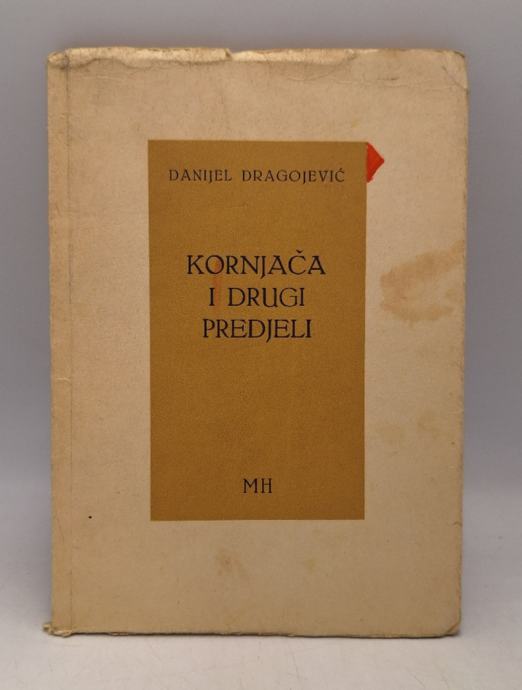 DANIJEL DRAGOJEVIĆ
KORNJAČA
I DRUGI
PREDJELI
MH